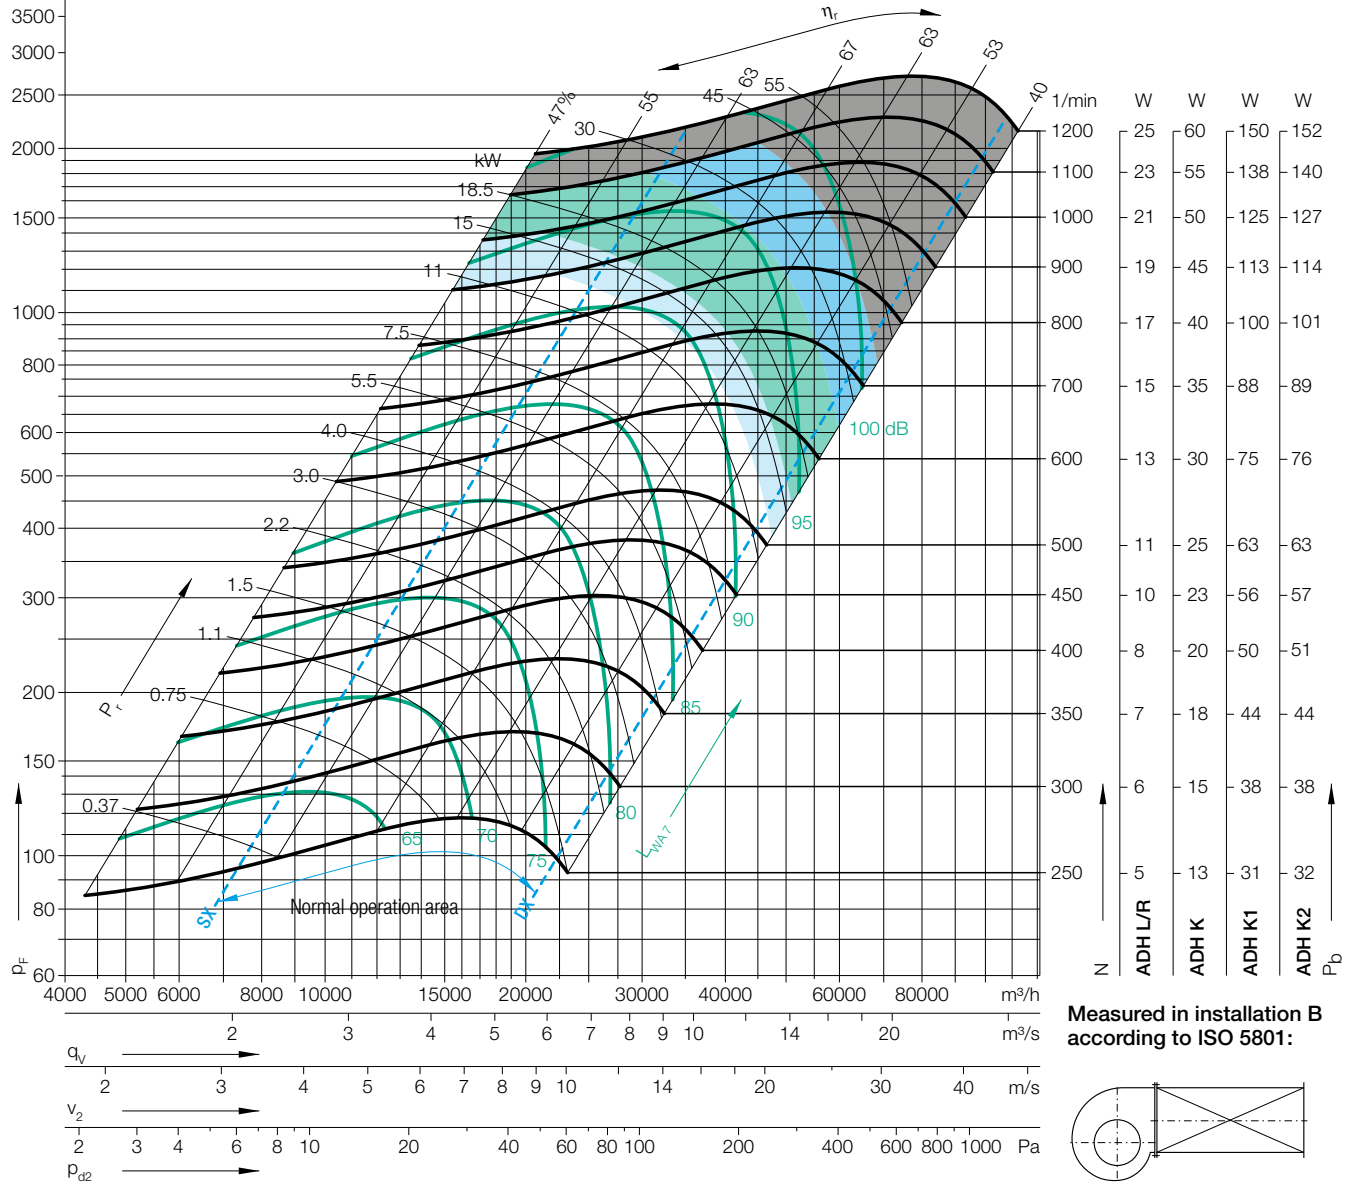 3500
3000
2500
2000
1500
1000
800
600
500
400
300
200
150
100
80
60
p_F
η_r
47%
55
63
67
63
53
40
kW
55
45
30
18.5
15
11
7.5
5.5
4.0
3.0
2.2
1.5
1.1
0.75
0.37
P_r
100 dB
95
90
85
80
75
70
65
L_WA7
SX
DX
Normal operation area
1/min W W W W
1200 25 60 150 152
1100 23 55 138 140
1000 21 50 125 127
900 19 45 113 114
800 17 40 100 101
700 15 35 88 89
600 13 30 75 76
500 11 25 63 63
450 10 23 56 57
400 8 20 50 51
350 7 18 44 44
300 6 15 38 38
250 5 13 31 32
N ADH L/R ADH K ADH K1 ADH K2 P_b
4000 5000 6000 8000 10000 15000 20000 30000 40000 60000 80000 m³/h
2 3 4 5 6 7 8 9 10 14 20 m³/s
q_V
2 3 4 5 6 7 8 9 10 14 20 30 40 m/s
v_2
2 3 4 6 8 10 20 40 60 80 100 200 400 600 800 1000 Pa
p_d2
Measured in installation B
according to ISO 5801: